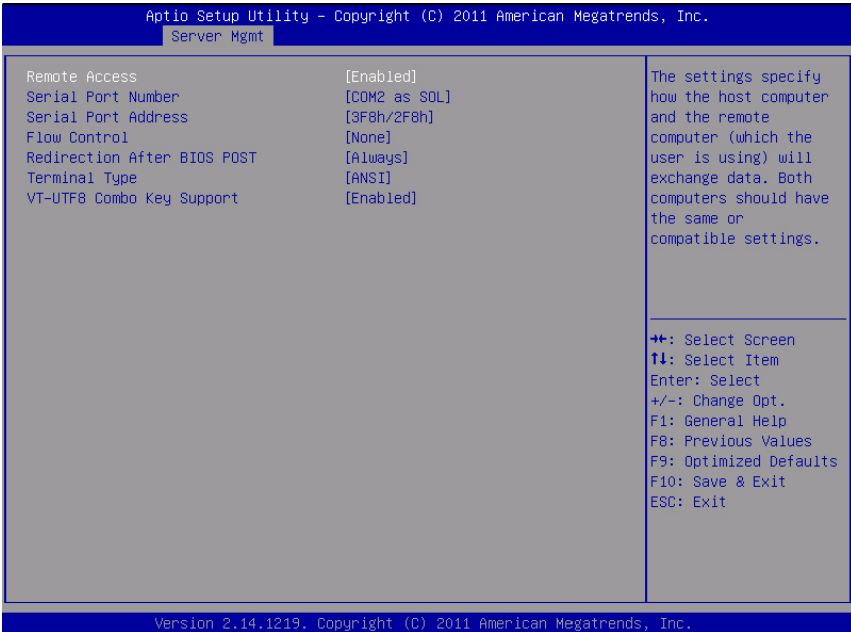 Aptio Setup Utility – Copyright (C) 2011 American Megatrends, Inc.
Server Mgmt
Remote Access [Enabled]
Serial Port Number [COM2 as SOL]
Serial Port Address [3F8h/2F8h]
Flow Control [None]
Redirection After BIOS POST [Always]
Terminal Type [ANSI]
VT-UTF8 Combo Key Support [Enabled]
The settings specify
how the host computer
and the remote
computer (which the
user is using) will
exchange data. Both
computers should have
the same or
compatible settings.
→←: Select Screen
↑↓: Select Item
Enter: Select
+/-: Change Opt.
F1: General Help
F8: Previous Values
F9: Optimized Defaults
F10: Save & Exit
ESC: Exit
Version 2.14.1219. Copyright (C) 2011 American Megatrends, Inc.